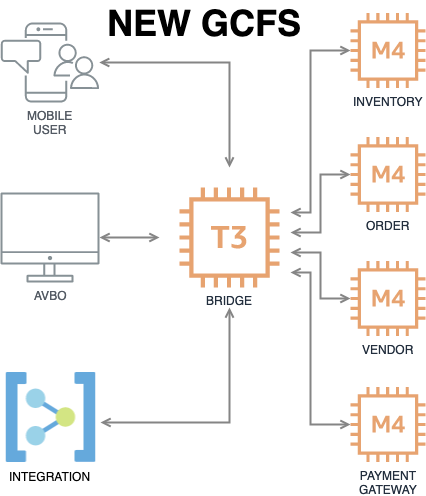 NEW GCFS
MOBILE
USER
M4
INVENTORY
M4
ORDER
AVBO
T3
BRIDGE
M4
VENDOR
INTEGRATION
M4
PAYMENT
GATEWAY